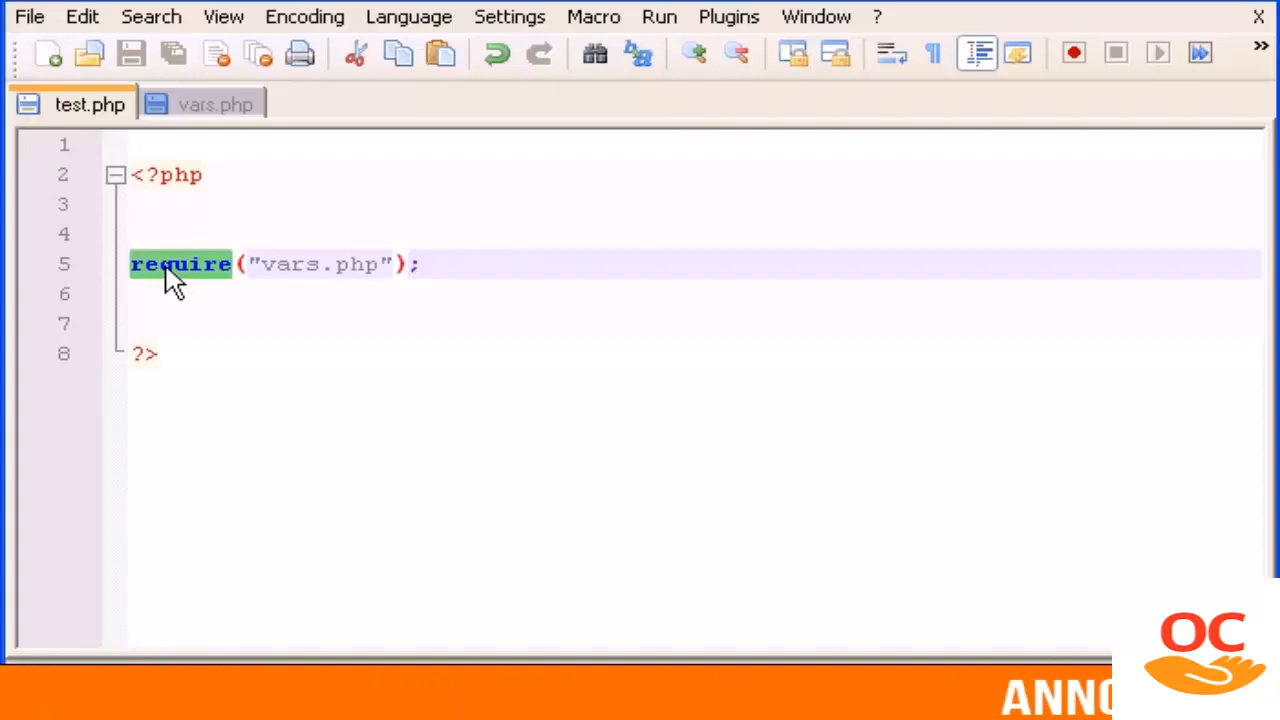 File Edit Search View Encoding Language Settings Macro Run Plugins Window ? X
test.php vars.php
1
2 <?php
3
4
5 require("vars.php");
6
7
8 ?>
OC
ANNO